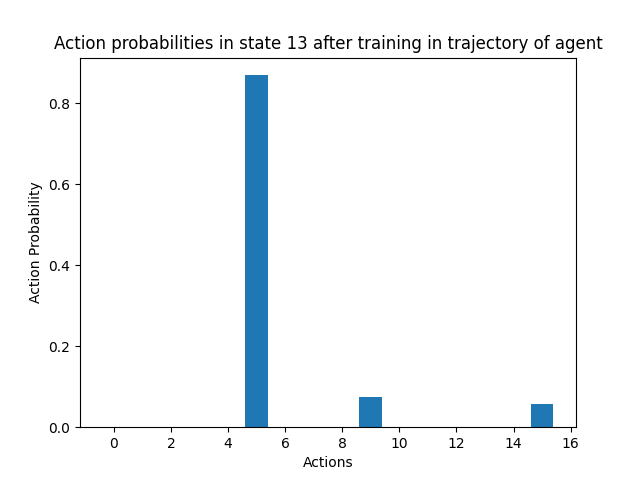 Action probabilities in state 13 after training in trajectory of agent
0.8
0.6
0.4
0.2
0.0
Action Probability
0 2 4 6 8 10 12 14 16
Actions